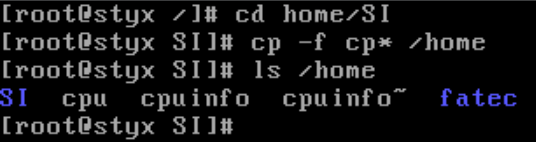 [root@styx /]# cd home/SI
[root@styx SI]# cp -f cp* /home
[root@styx SI]# ls /home
SI  cpu  cpuinfo  cpuinfo~  fatec
[root@styx SI]#